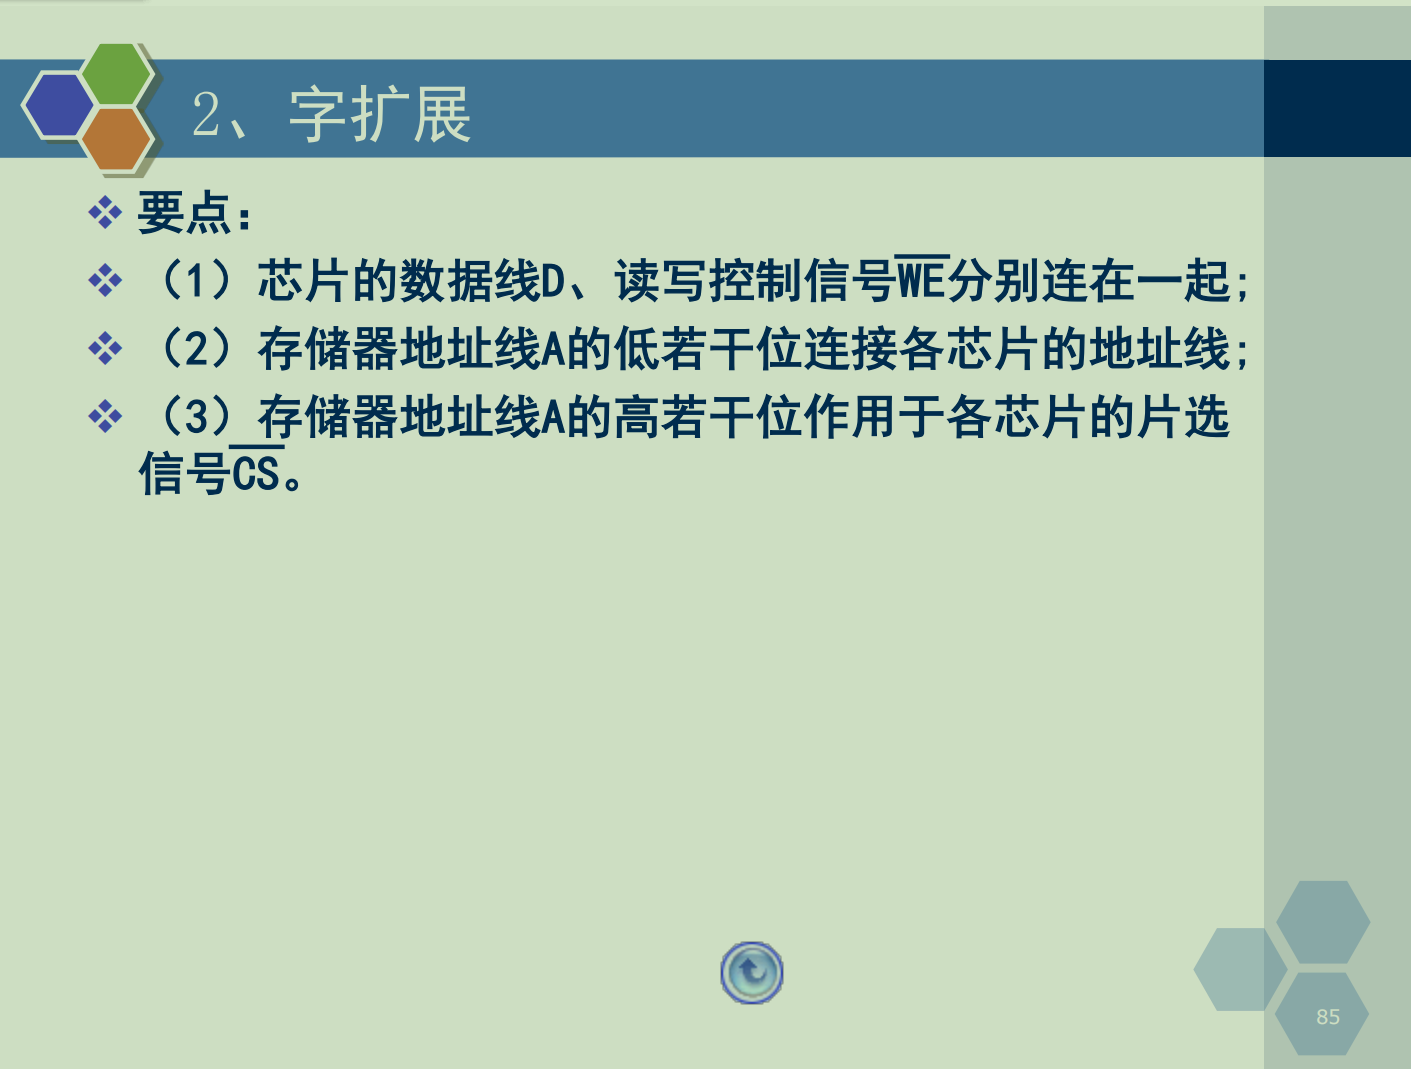 2、字扩展
要点：
（1）芯片的数据线D、读写控制信号W̅E̅分别连在一起;
（2）存储器地址线A的低若干位连接各芯片的地址线;
（3）存储器地址线A的高若干位作用于各芯片的片选
信号C̅S̅。
85